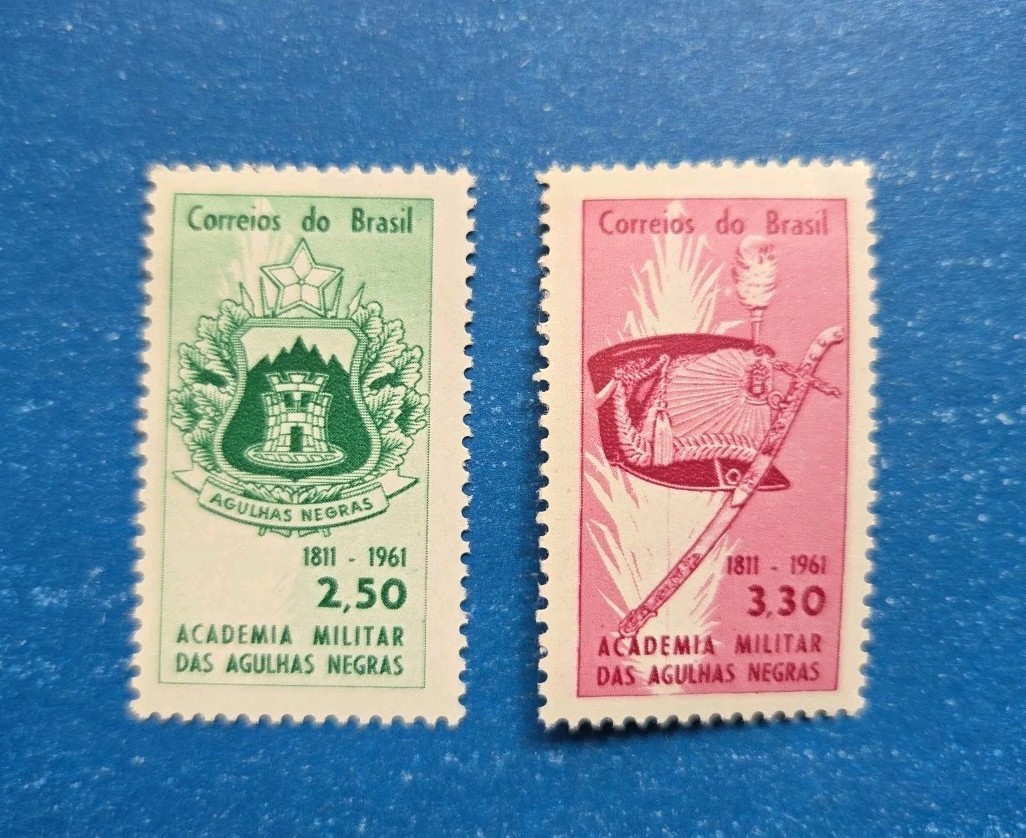 Correios do Brasil
AGULHAS NEGRAS
1811 - 1961
2,50
ACADEMIA MILITAR
DAS AGULHAS NEGRAS
Correios do Brasil
1811 - 1961
3,30
ACADEMIA MILITAR
DAS AGULHAS NEGRAS